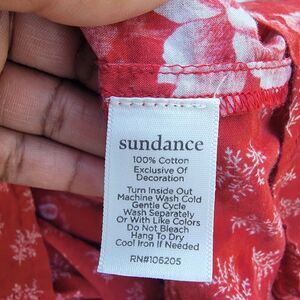 sundance
100% Cotton
Exclusive Of
Decoration
Turn Inside Out
Machine Wash Cold
Gentle Cycle
Wash Separately
Or With Like Colors
Do Not Bleach
Hang To Dry
Cool Iron If Needed
RN#106205